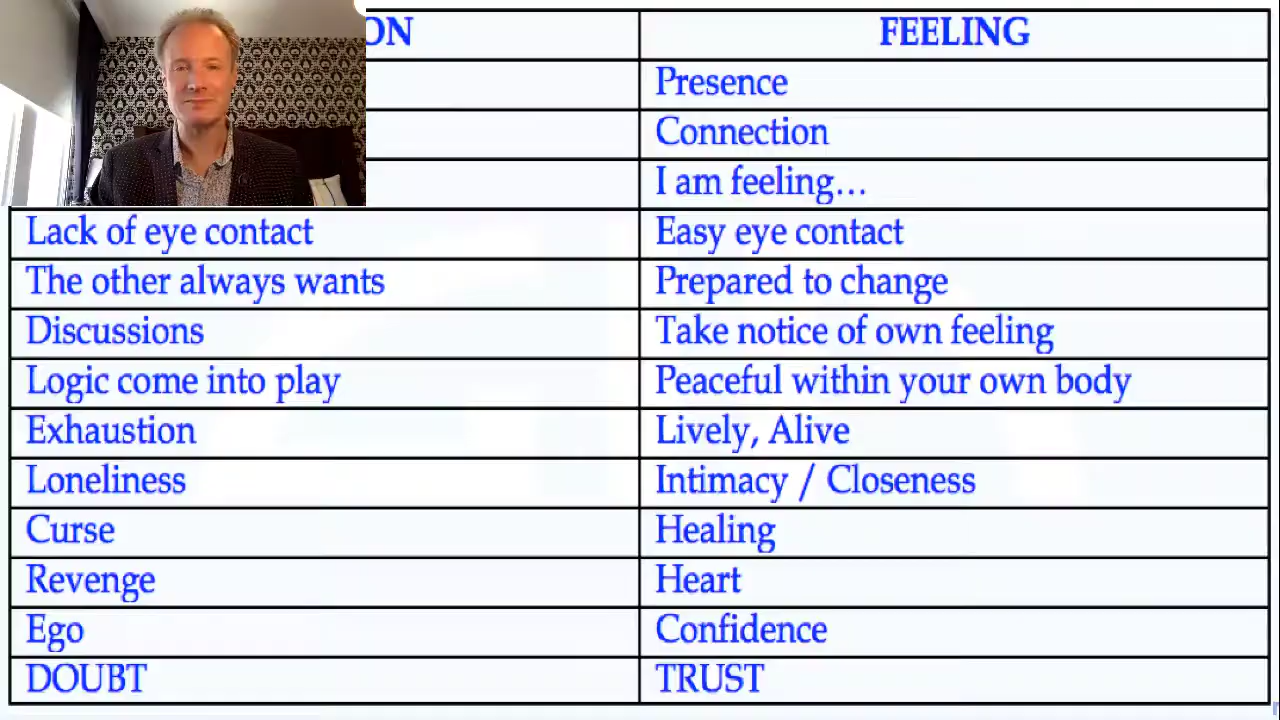 ON FEELING
Presence
Connection
I am feeling…
Lack of eye contact Easy eye contact
The other always wants Prepared to change
Discussions Take notice of own feeling
Logic come into play Peaceful within your own body
Exhaustion Lively, Alive
Loneliness Intimacy / Closeness
Curse Healing
Revenge Heart
Ego Confidence
DOUBT TRUST